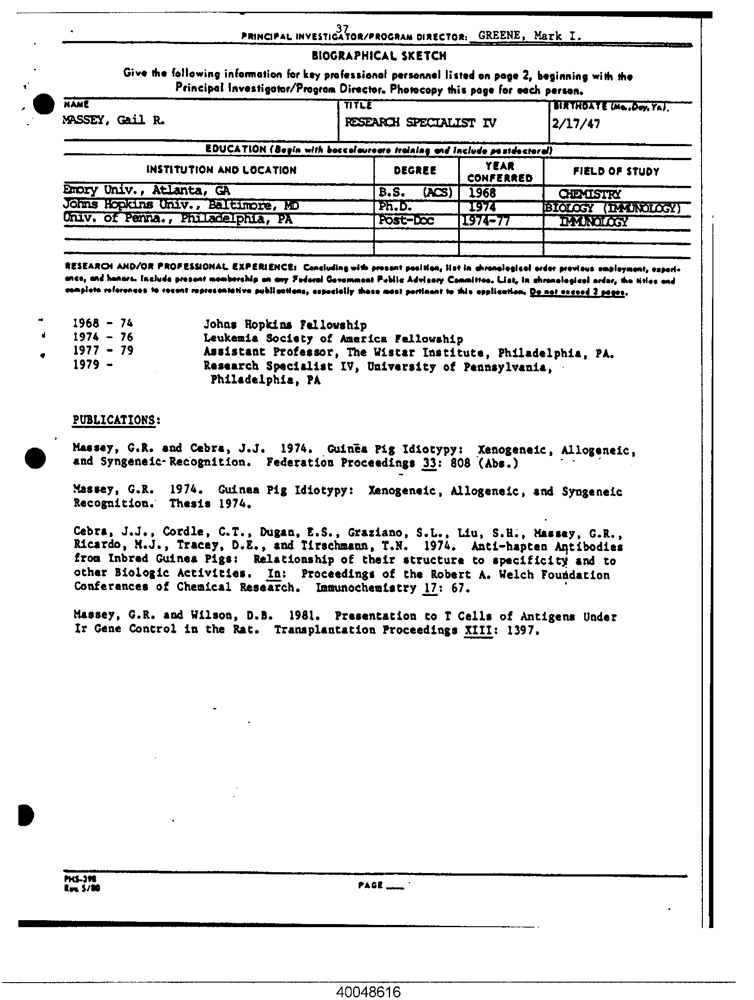 37
PRINCIPAL INVESTIGATOR/PROGRAM DIRECTOR: GREENE, Mark I.
BIOGRAPHICAL SKETCH
Give the following information for key professional personnel listed on page 2, beginning with the
Principal Investigator/Program Director. Photocopy this page for each person.
NAME TITLE BIRTHDATE (Mo., Day, Yr.)
MASSEY, Gail R. RESEARCH SPECIALIST IV 2/17/47
EDUCATION (Begin with baccalaureate training and include postdoctoral)
INSTITUTION AND LOCATION DEGREE YEAR CONFERRED FIELD OF STUDY
Emory Univ., Atlanta, GA B.S. (ACS) 1968 CHEMISTRY
Johns Hopkins Univ., Baltimore, MD Ph.D. 1974 BIOLOGY (IMMUNOLOGY)
Univ. of Penna., Philadelphia, PA Post-Doc 1974-77 IMMUNOLOGY
RESEARCH AND/OR PROFESSIONAL EXPERIENCE: Concluding with present position, list in chronological order previous employment, experi-
ence, and honors. Include present membership on any Federal Government Public Advisory Committee. List, in chronological order, the titles and
complete references to recent representative publications, especially those most pertinent to this application. Do not exceed 2 pages.
1968 - 74 Johns Hopkins Fellowship
1974 - 76 Leukemia Society of America Fellowship
1977 - 79 Assistant Professor, The Wistar Institute, Philadelphia, PA.
1979 - Research Specialist IV, University of Pennsylvania,
Philadelphia, PA
PUBLICATIONS:
Massey, G.R. and Cebra, J.J. 1974. Guinea Pig Idiotypy: Xenogeneic, Allogeneic,
and Syngeneic Recognition. Federation Proceedings 33: 808 (Abs.)
Massey, G.R. 1974. Guinea Pig Idiotypy: Xenogeneic, Allogeneic, and Syngeneic
Recognition. Thesis 1974.
Cebra, J.J., Cordle, C.T., Dugan, E.S., Graziano, S.L., Liu, S.H., Massey, G.R.,
Ricardo, M.J., Tracey, D.E., and Tirschmann, T.N. 1974. Anti-hapten Antibodies
from Inbred Guinea Pigs: Relationship of their structure to specificity and to
other Biologic Activities. In: Proceedings of the Robert A. Welch Foundation
Conferences of Chemical Research. Immunochemistry 17: 67.
Massey, G.R. and Wilson, D.B. 1981. Presentation to T Cells of Antigens Under
Ir Gene Control in the Rat. Transplantation Proceedings XIII: 1397.
PHS-398
Rev. 5/80 PAGE
40048616